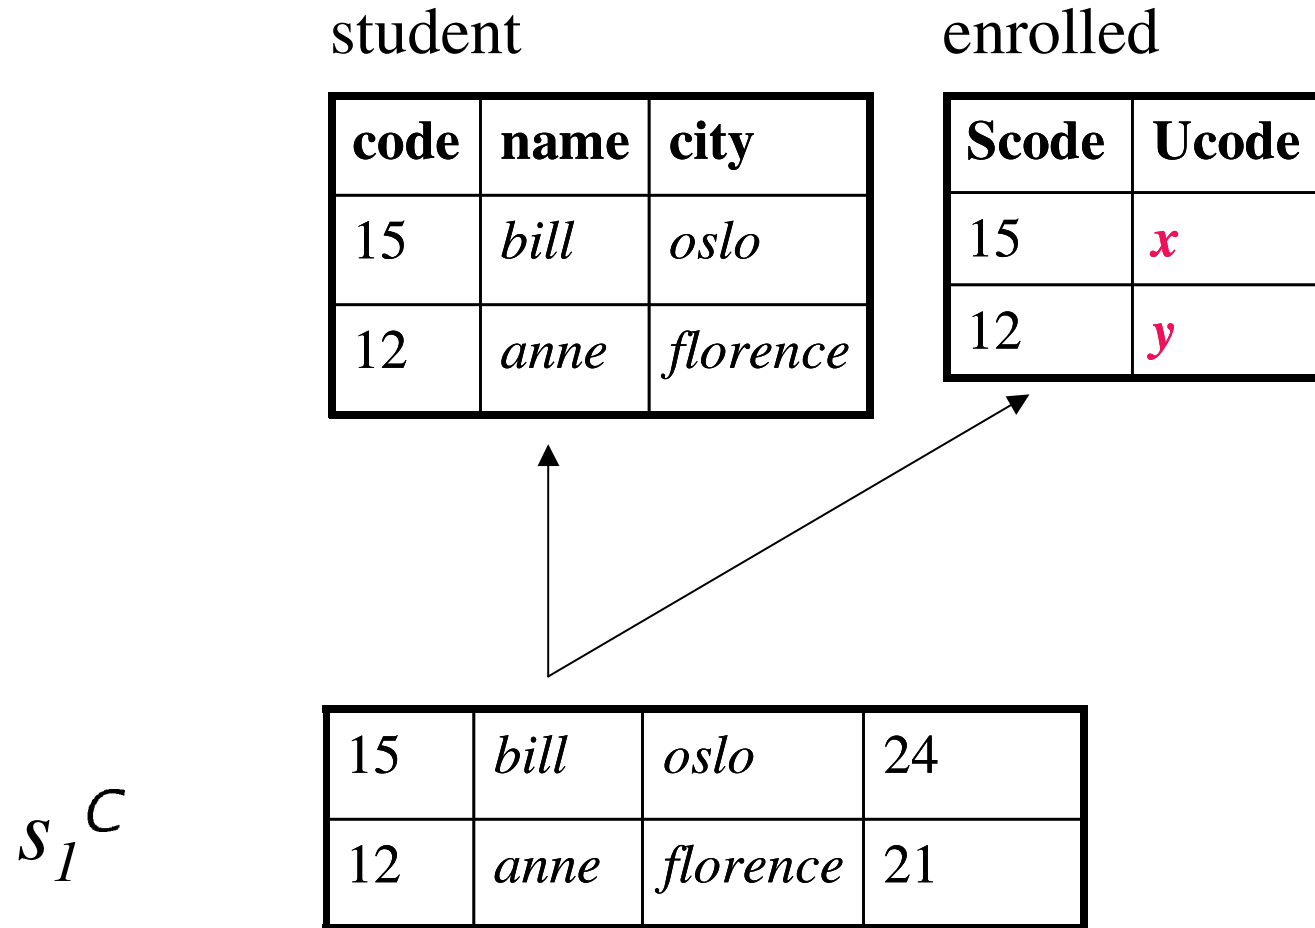 student enrolled
code name city Scode Ucode
15 bill oslo 15 x
12 anne florence 12 y
15 bill oslo 24
s₁ᶜ 12 anne florence 21